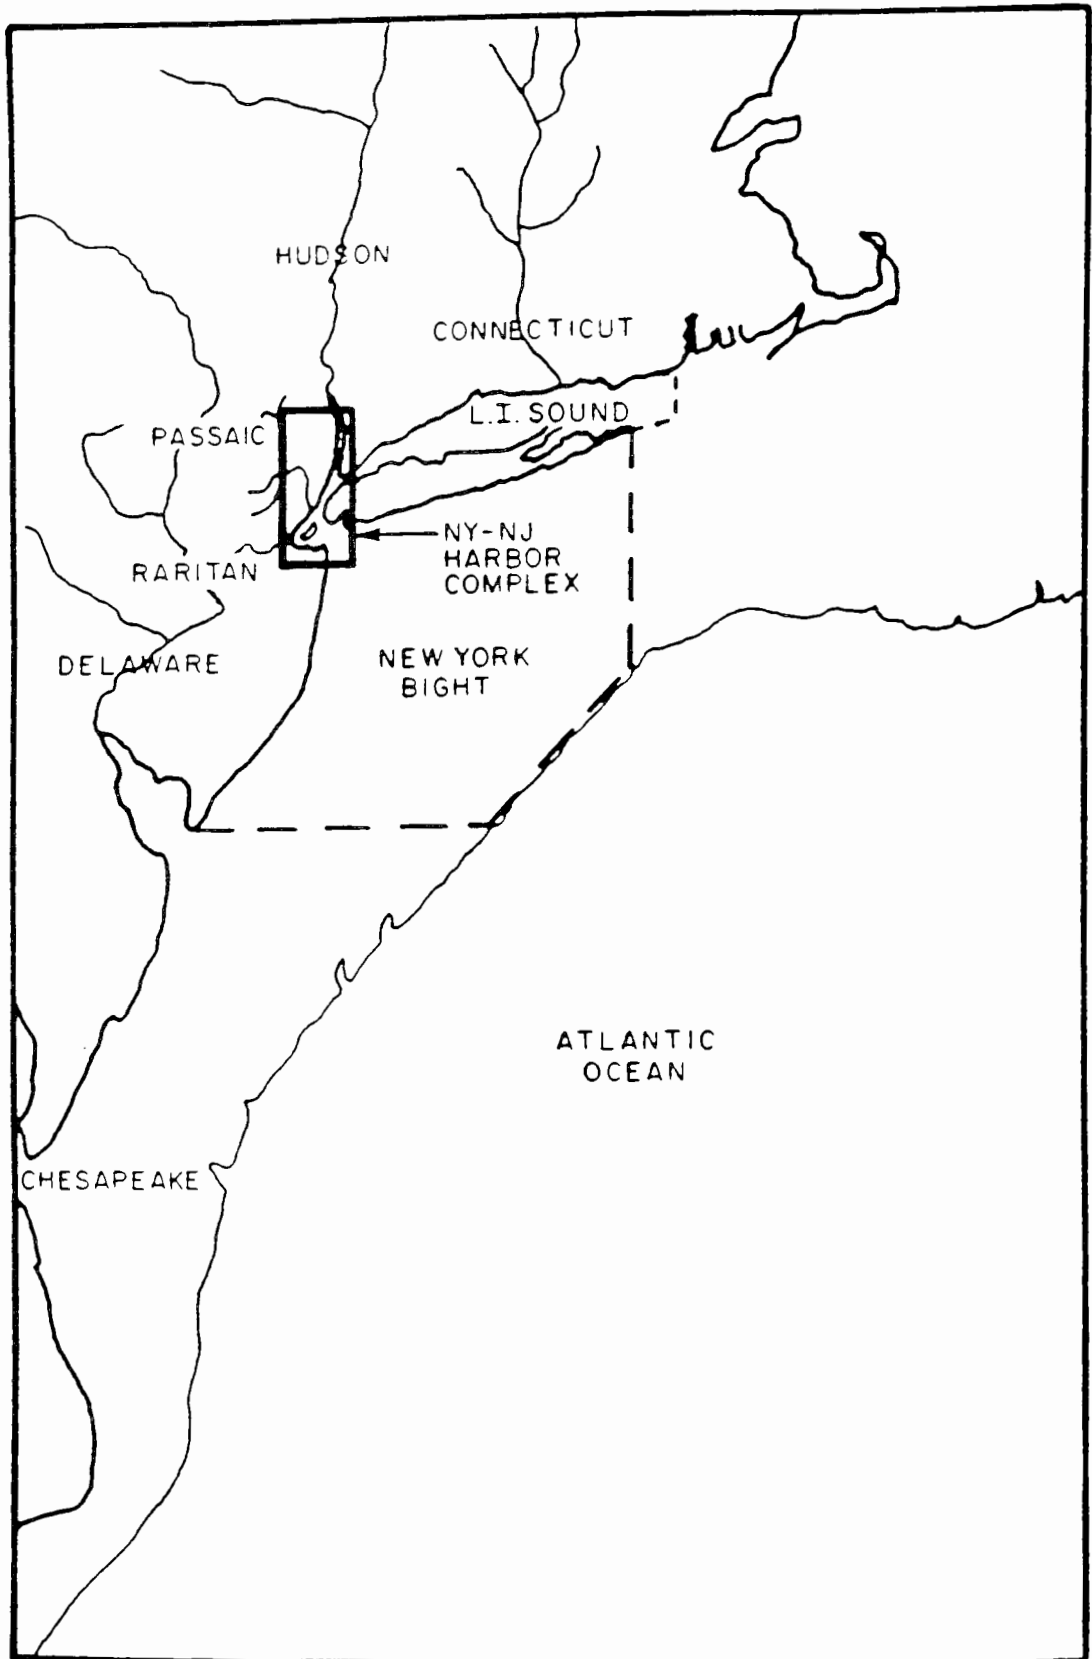 HUDSON
CONNECTICUT
L.I. SOUND
PASSAIC
NY-NJ
HARBOR
COMPLEX
RARITAN
DELAWARE
NEW YORK
BIGHT
ATLANTIC
OCEAN
CHESAPEAKE